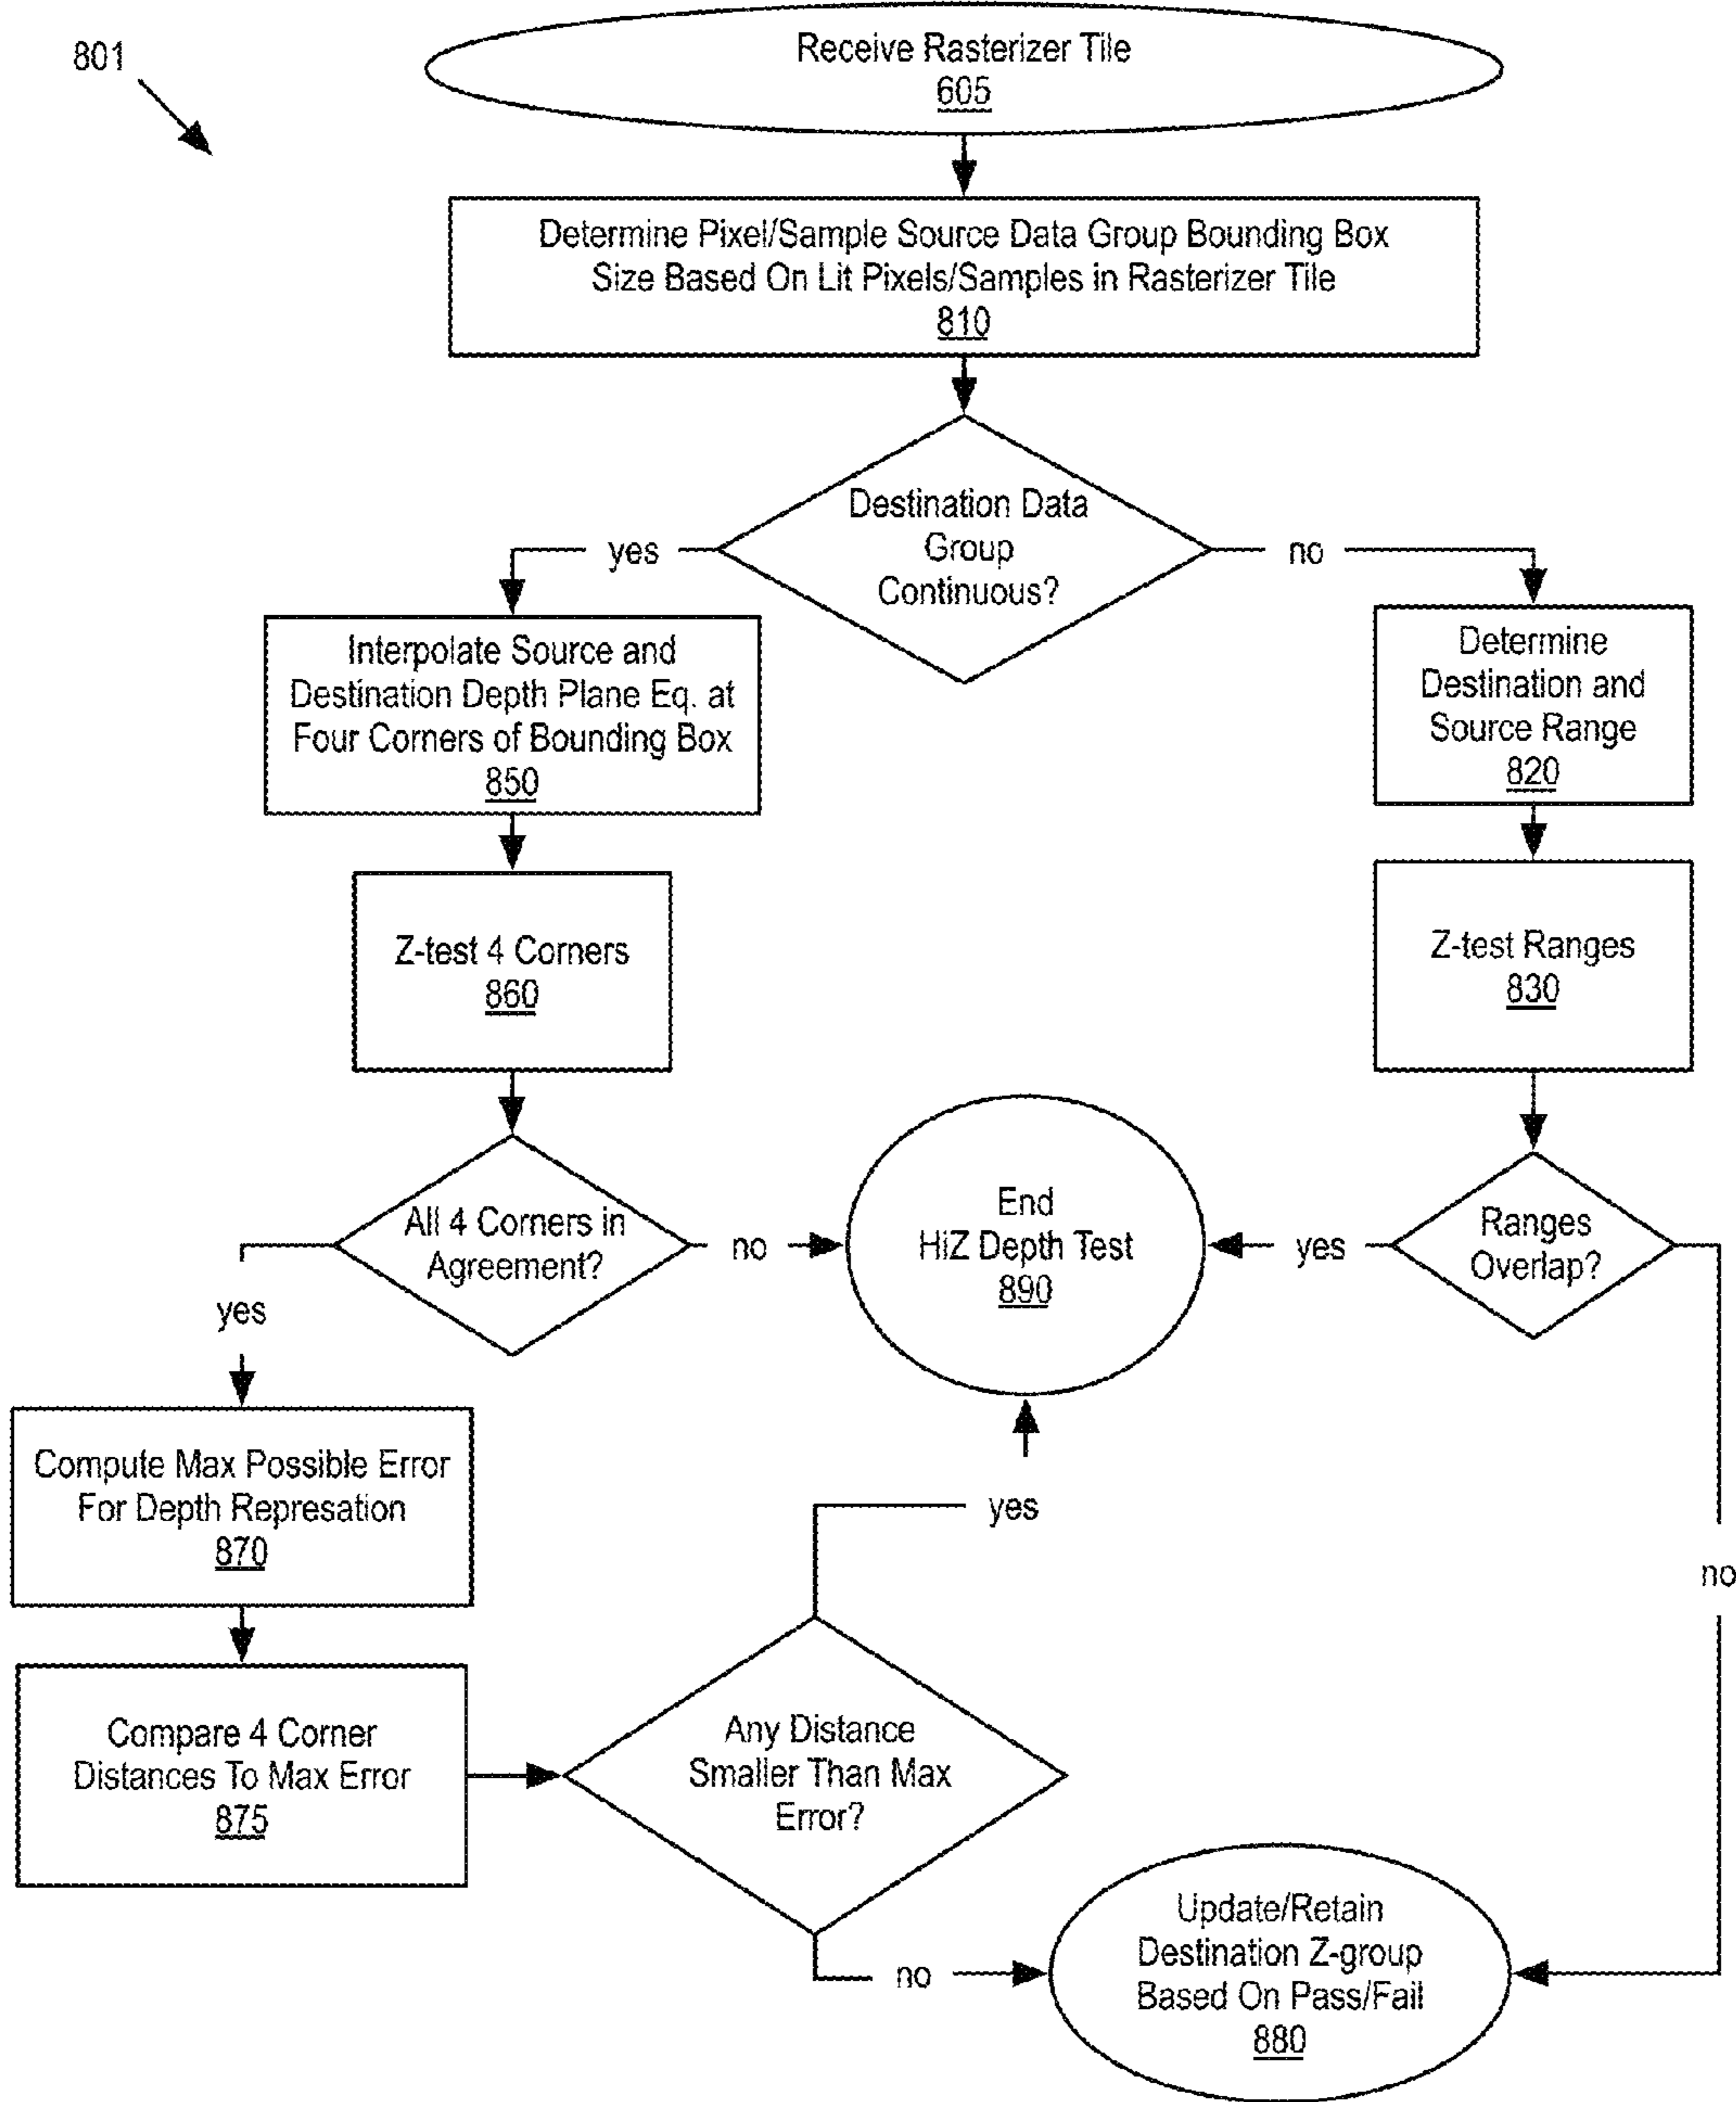 801
Receive Rasterizer Tile
605
Determine Pixel/Sample Source Data Group Bounding Box
Size Based On Lit Pixels/Samples in Rasterizer Tile
810
Destination Data
Group
Continuous?
yes
no
Interpolate Source and
Destination Depth Plane Eq. at
Four Corners of Bounding Box
850
Determine
Destination and
Source Range
820
Z-test 4 Corners
860
Z-test Ranges
830
All 4 Corners in
Agreement?
no
yes
End
HiZ Depth Test
890
Ranges
Overlap?
yes
no
Compute Max Possible Error
For Depth Represation
870
yes
Compare 4 Corner
Distances To Max Error
875
Any Distance
Smaller Than Max
Error?
no
Update/Retain
Destination Z-group
Based On Pass/Fail
880